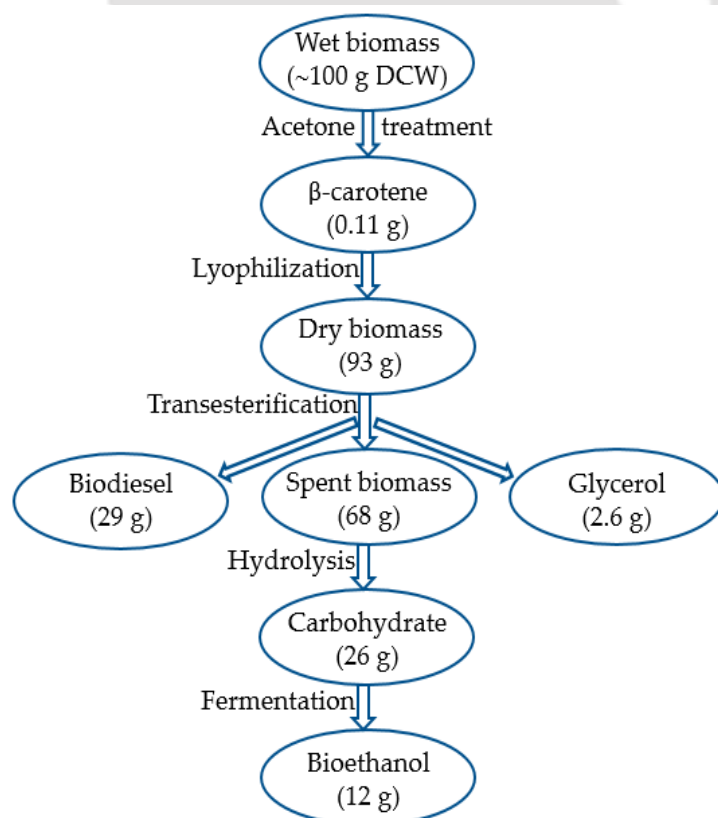 Wet biomass
(~100 g DCW)
Acetone treatment
β-carotene
(0.11 g)
Lyophilization
Dry biomass
(93 g)
Transesterification
Biodiesel
(29 g)
Spent biomass
(68 g)
Glycerol
(2.6 g)
Hydrolysis
Carbohydrate
(26 g)
Fermentation
Bioethanol
(12 g)